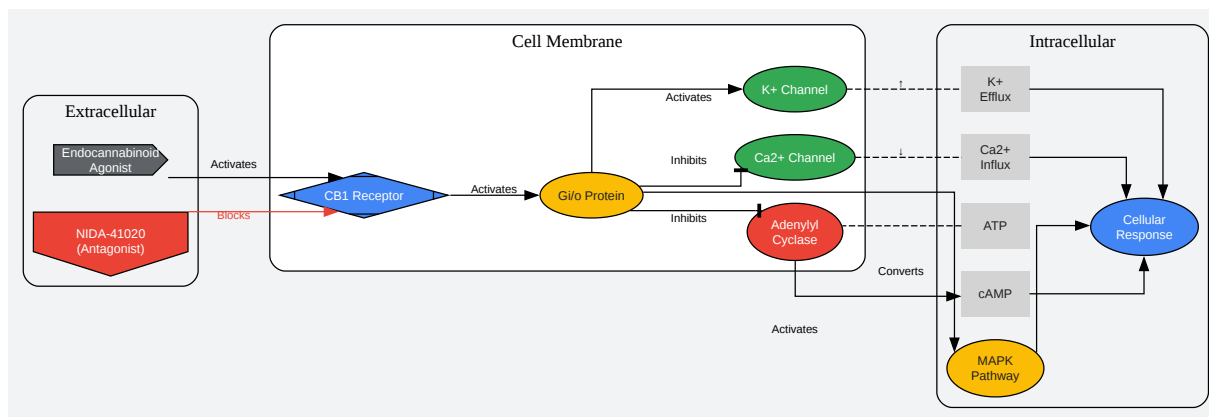 Cell Membrane
Intracellular
Extracellular
Endocannabinoid
Agonist
Activates
NIDA-41020
(Antagonist)
Blocks
CB1 Receptor
Activates
Gi/o Protein
Activates
K+ Channel
↑
K+
Efflux
Inhibits
Ca2+ Channel
↓
Ca2+
Influx
Inhibits
Adenylyl
Cyclase
ATP
Converts
cAMP
Activates
MAPK
Pathway
Cellular
Response